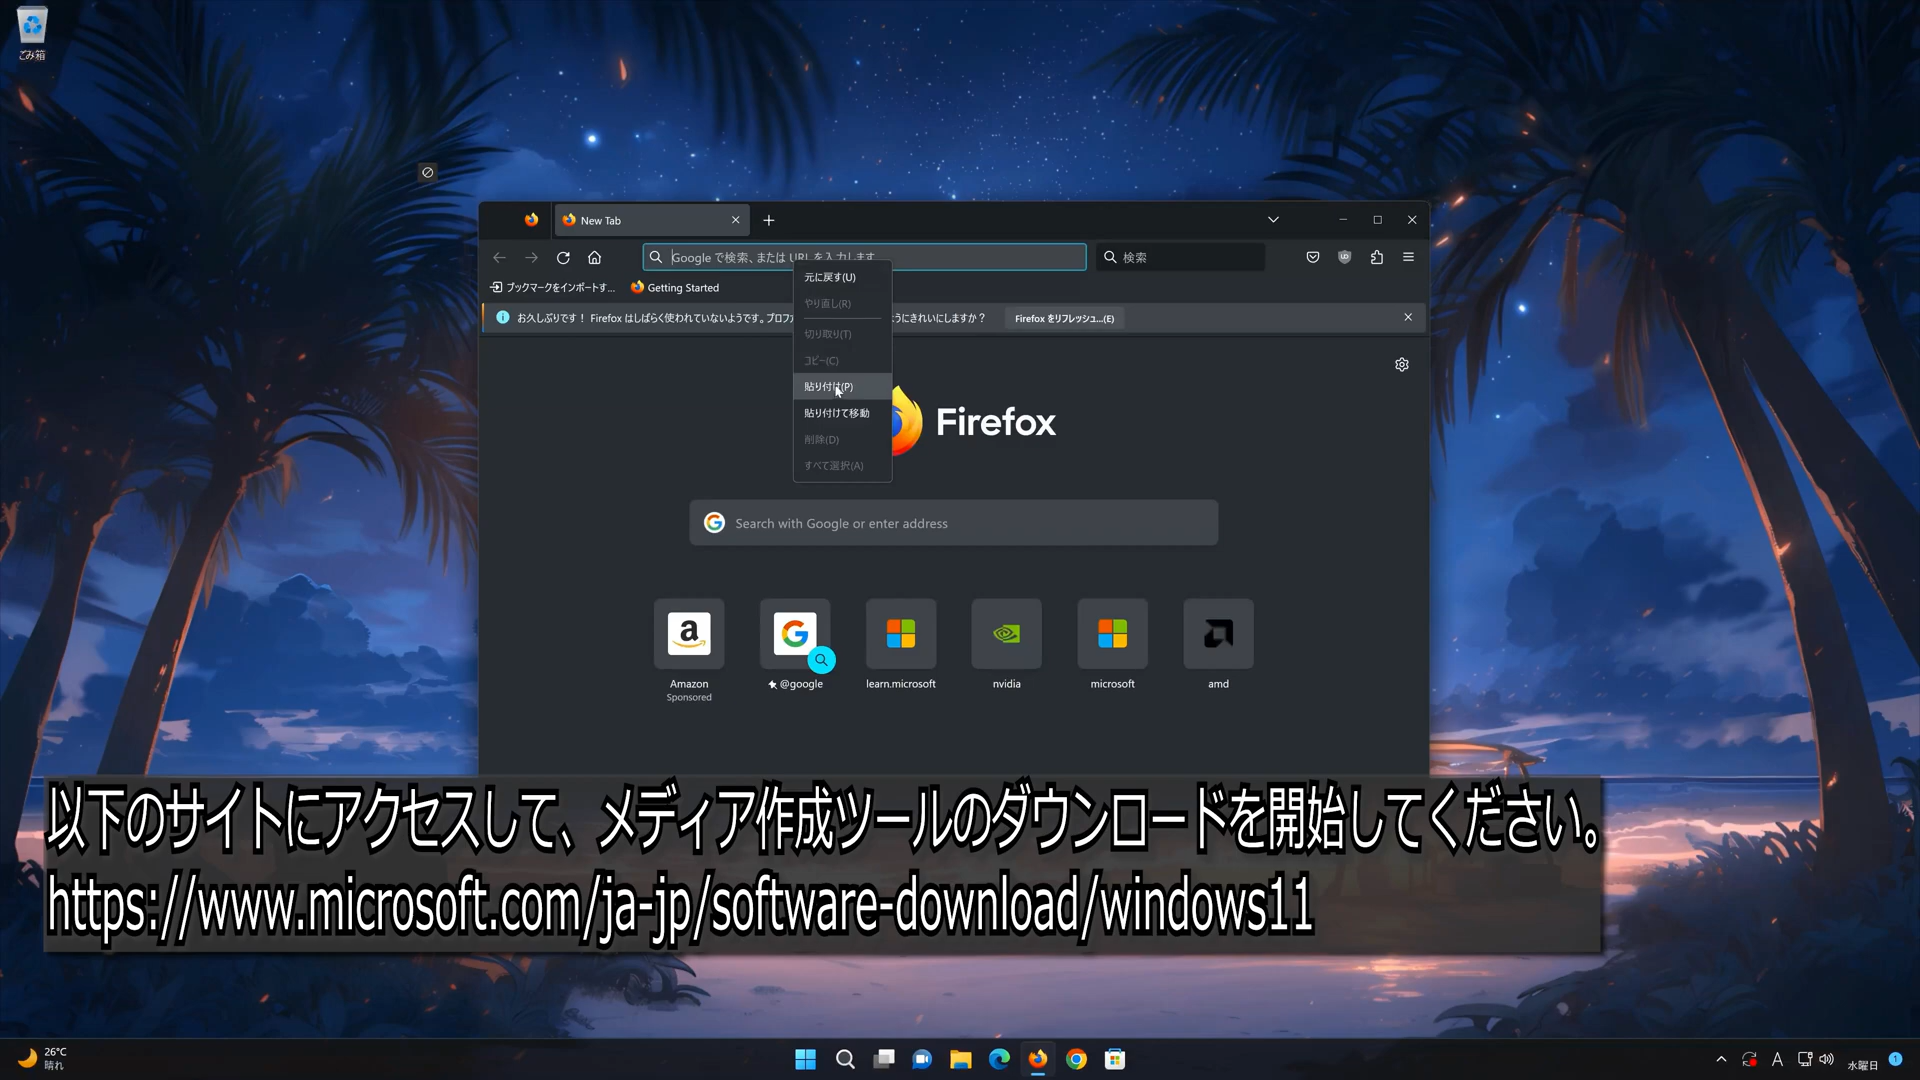 ごみ箱
New Tab
Google で検索、または URL を入力します
検索
ブックマークをインポートす...
Getting Started
お久しぶりです！ Firefox はしばらく使われていないようです。プロファ
うにきれいにしますか？
Firefox をリフレッシュ...(E)
元に戻す(U)
やり直し(R)
切り取り(T)
コピー(C)
貼り付け(P)
貼り付けて移動
削除(D)
すべて選択(A)
Firefox
Search with Google or enter address
Amazon
Sponsored
@google
learn.microsoft
nvidia
microsoft
amd
以下のサイトにアクセスして、メディア作成ツールのダウンロードを開始してください。
https://www.microsoft.com/ja-jp/software-download/windows11
26°C
晴れ
A
水曜日
1